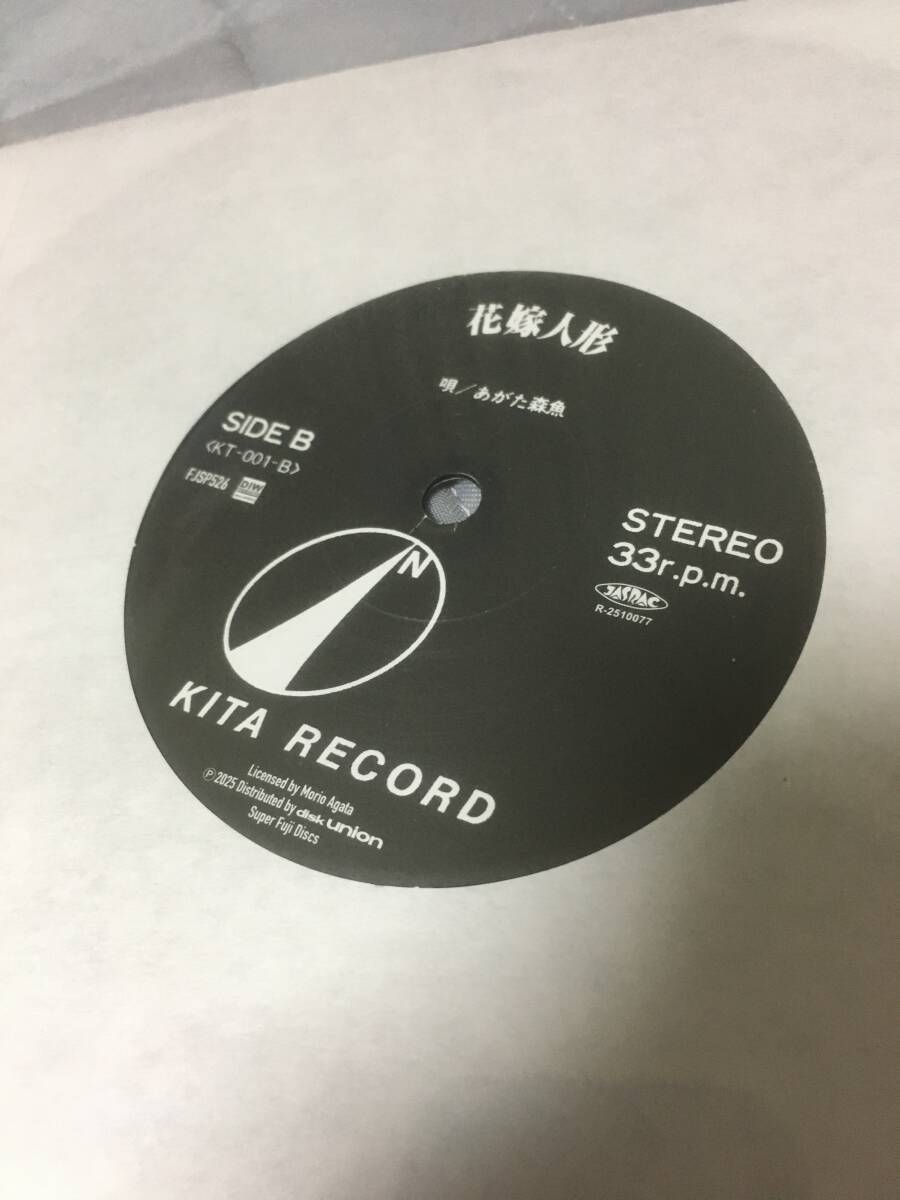 花嫁人形
唄／あがた森魚
SIDE B
<KT-001-B>
FJSP526 DIW
STEREO
33r.p.m.
JASRAC
R-2510077
N
KITA RECORD
Licensed by Morio Agata
Ⓟ2025 Distributed by disk union
Super Fuji Discs